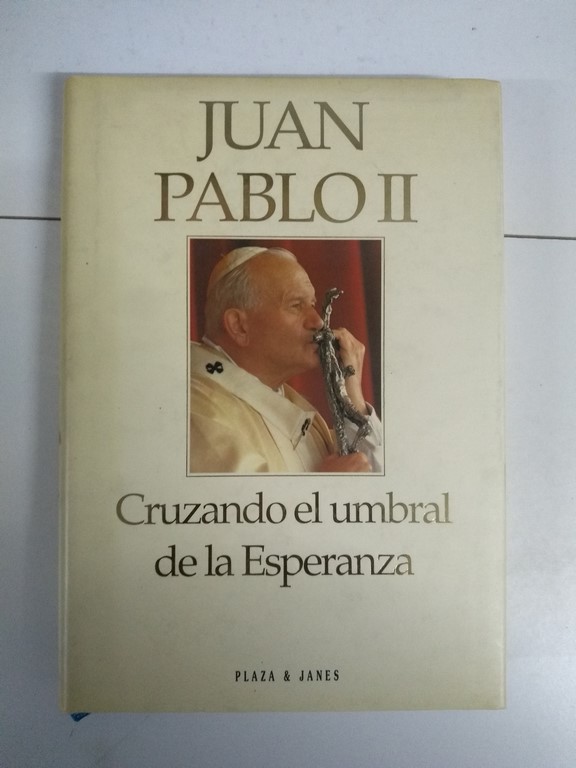 JUAN
PABLO II
Cruzando el umbral
de la Esperanza
PLAZA & JANES